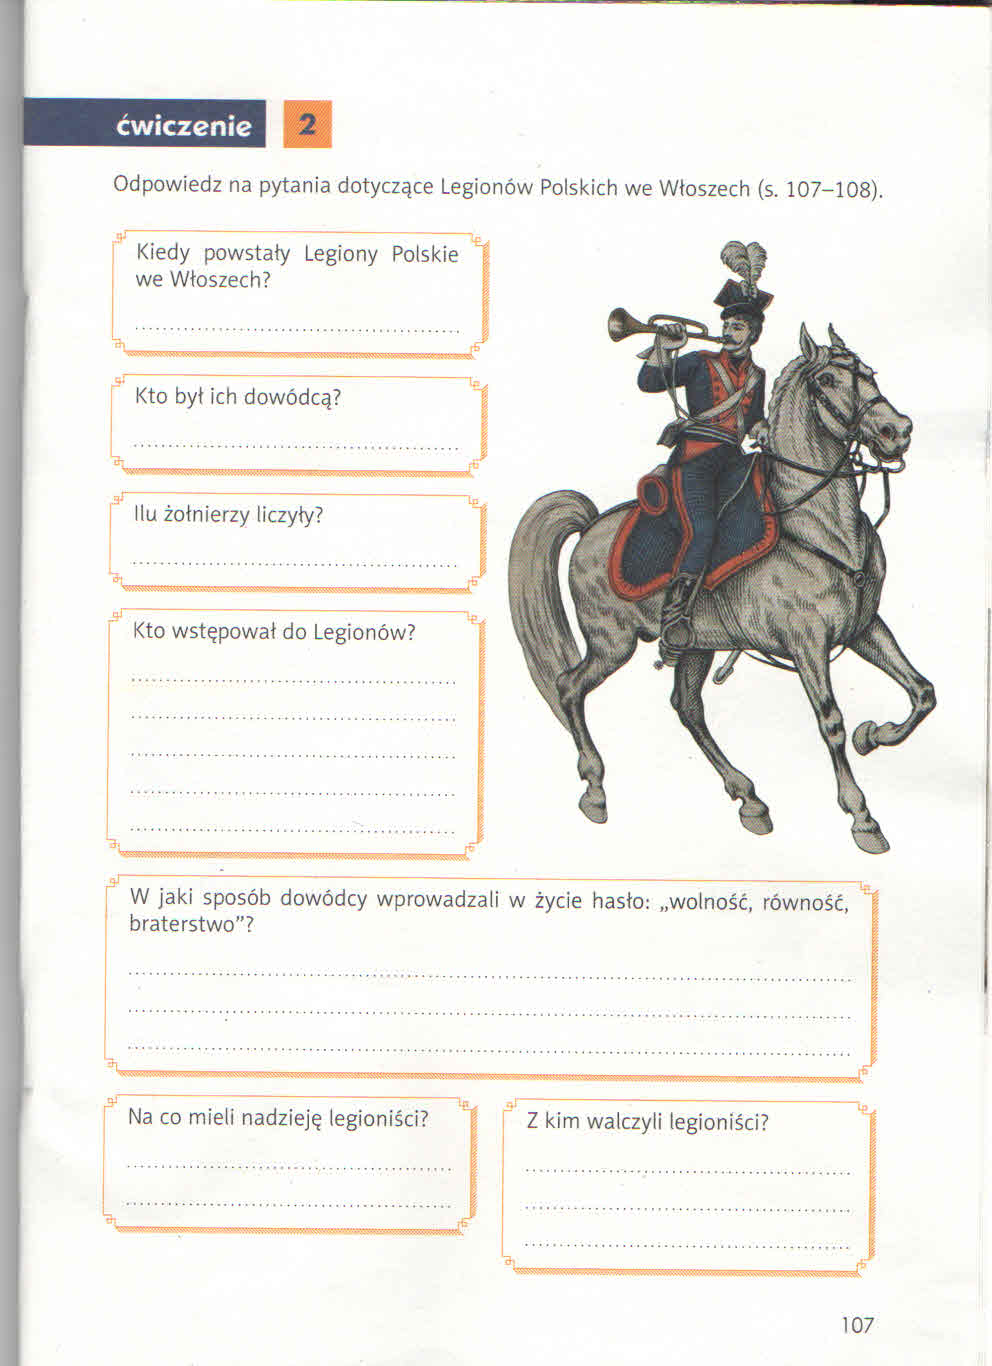 ćwiczenie 2
Odpowiedz na pytania dotyczące Legionów Polskich we Włoszech (s. 107–108).
Kiedy powstały Legiony Polskie
we Włoszech?
Kto był ich dowódcą?
Ilu żołnierzy liczyły?
Kto wstępował do Legionów?
W jaki sposób dowódcy wprowadzali w życie hasło: „wolność, równość,
braterstwo”?
Na co mieli nadzieję legioniści?
Z kim walczyli legioniści?
107